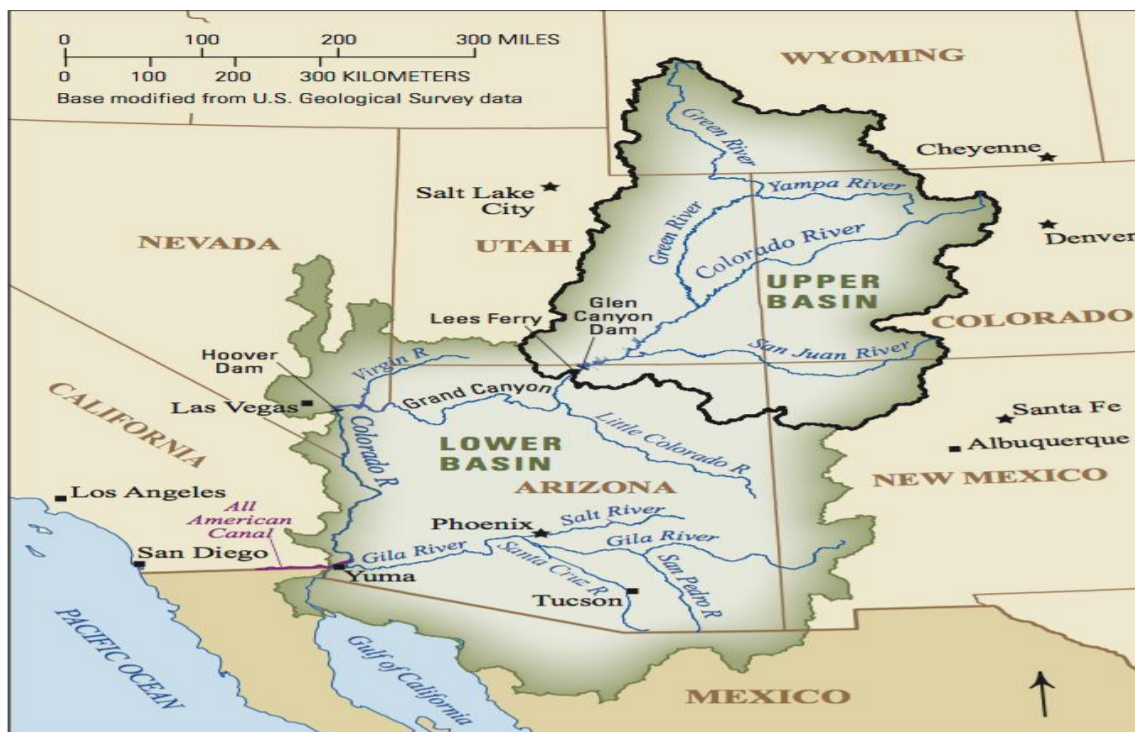 0 100 200 300 MILES
0 100 200 300 KILOMETERS
Base modified from U.S. Geological Survey data
WYOMING
Green River
Cheyenne
Salt Lake
City
Yampa River
NEVADA
UTAH
Green River
Colorado River
Denver
UPPER
BASIN
Glen
Canyon
Dam
Lees Ferry
COLORADO
San Juan River
Hoover
Dam
Virgin R
Grand Canyon
Las Vegas
CALIFORNIA
Colorado R
Little Colorado R
Santa Fe
Albuquerque
LOWER
BASIN
NEW MEXICO
ARIZONA
Los Angeles
All
American
Canal
Phoenix
Salt River
San Diego
Gila River
Gila River
Santa Cruz R
San Pedro R
Yuma
Tucson
PACIFIC OCEAN
Gulf of California
MEXICO